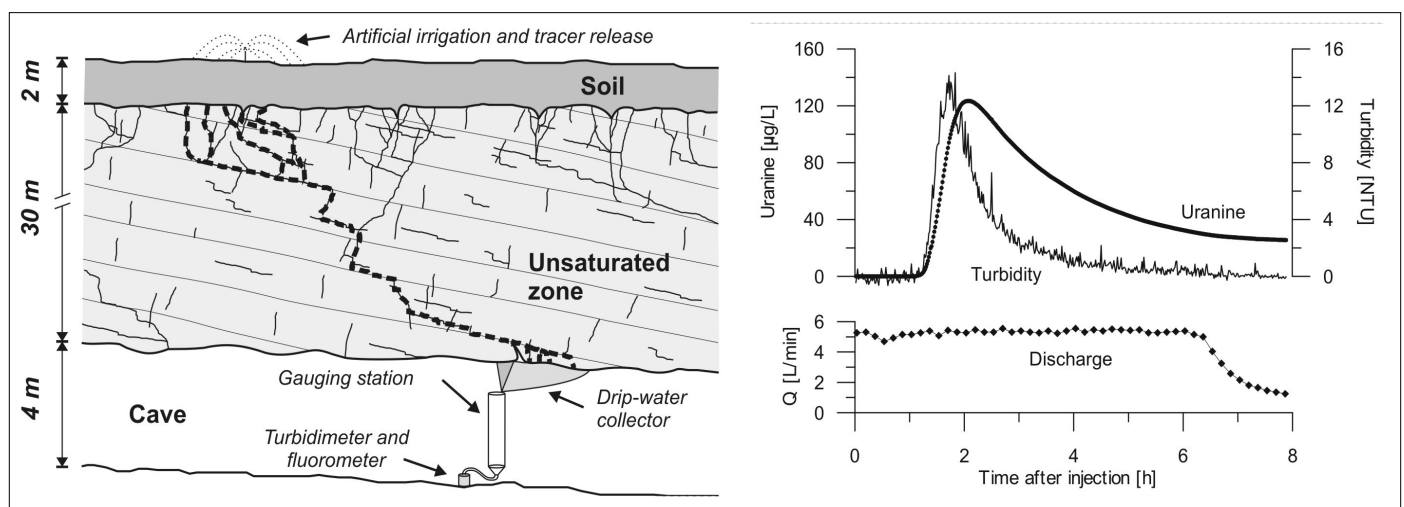 Artificial irrigation and tracer release
2 m
Soil
30 m
Unsaturated
zone
4 m
Gauging station
Drip-water
collector
Cave
Turbidimeter and
fluorometer
160
120
80
40
0
Uranine [µg/L]
16
12
8
4
0
Turbidity [NTU]
Uranine
Turbidity
6
4
2
0
Q [L/min]
Discharge
0
2
4
6
8
Time after injection [h]